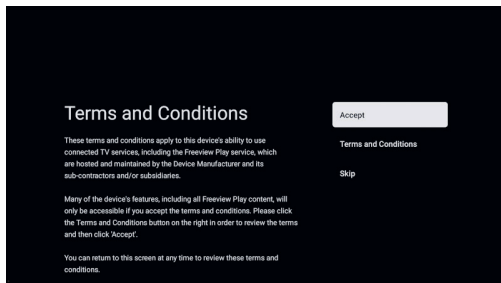 Terms and Conditions
These terms and conditions apply to this device's ability to use
connected TV services, including the Freeview Play service, which
are hosted and maintained by the Device Manufacturer and its
sub-contractors and/or subsidiaries.
Many of the device's features, including all Freeview Play content, will
only be accessible if you accept the terms and conditions. Please click
the Terms and Conditions button on the right in order to review the terms
and then click 'Accept'.
You can return to this screen at any time to review these terms and
conditions.
Accept
Terms and Conditions
Skip